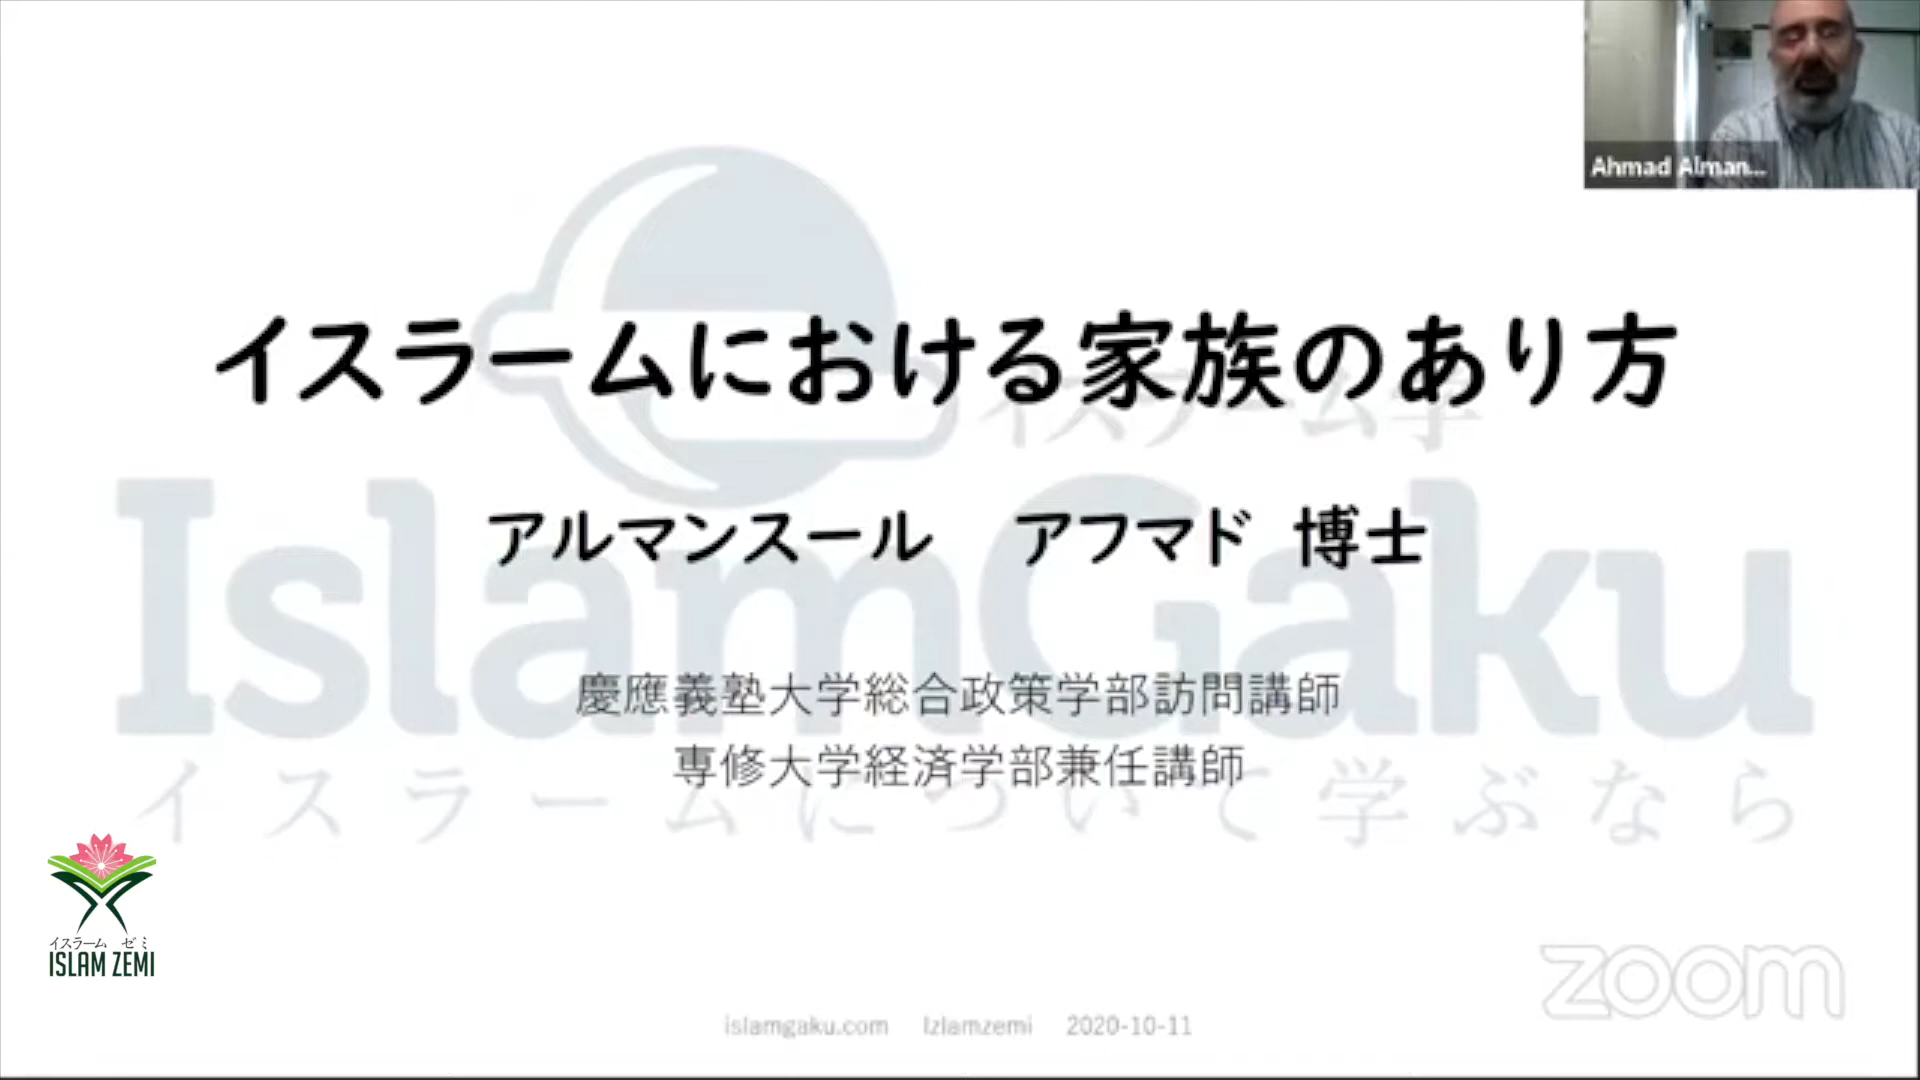 Ahmad Alman...
イスラームにおける家族のあり方
イスラーム学
アルマンスール　アフマド 博士
IslamGaku
慶應義塾大学総合政策学部訪問講師
専修大学経済学部兼任講師
イスラームについて学ぶなら
イスラーム ゼミ
ISLAM ZEMI
zoom
islamgaku.com Izlamzemi 2020-10-11